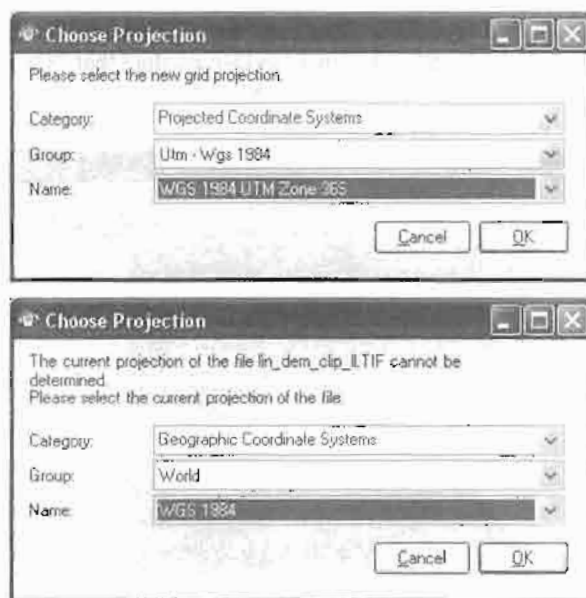 Choose Projection
Please select the new grid projection.
Category: Projected Coordinate Systems
Group: Utm - Wgs 1984
Name: WGS 1984 UTM Zone 36S
Cancel OK
Choose Projection
The current projection of the file lin_dem_clip_ll.TIF cannot be
determined.
Please select the current projection of the file.
Category: Geographic Coordinate Systems
Group: World
Name: WGS 1984
Cancel OK